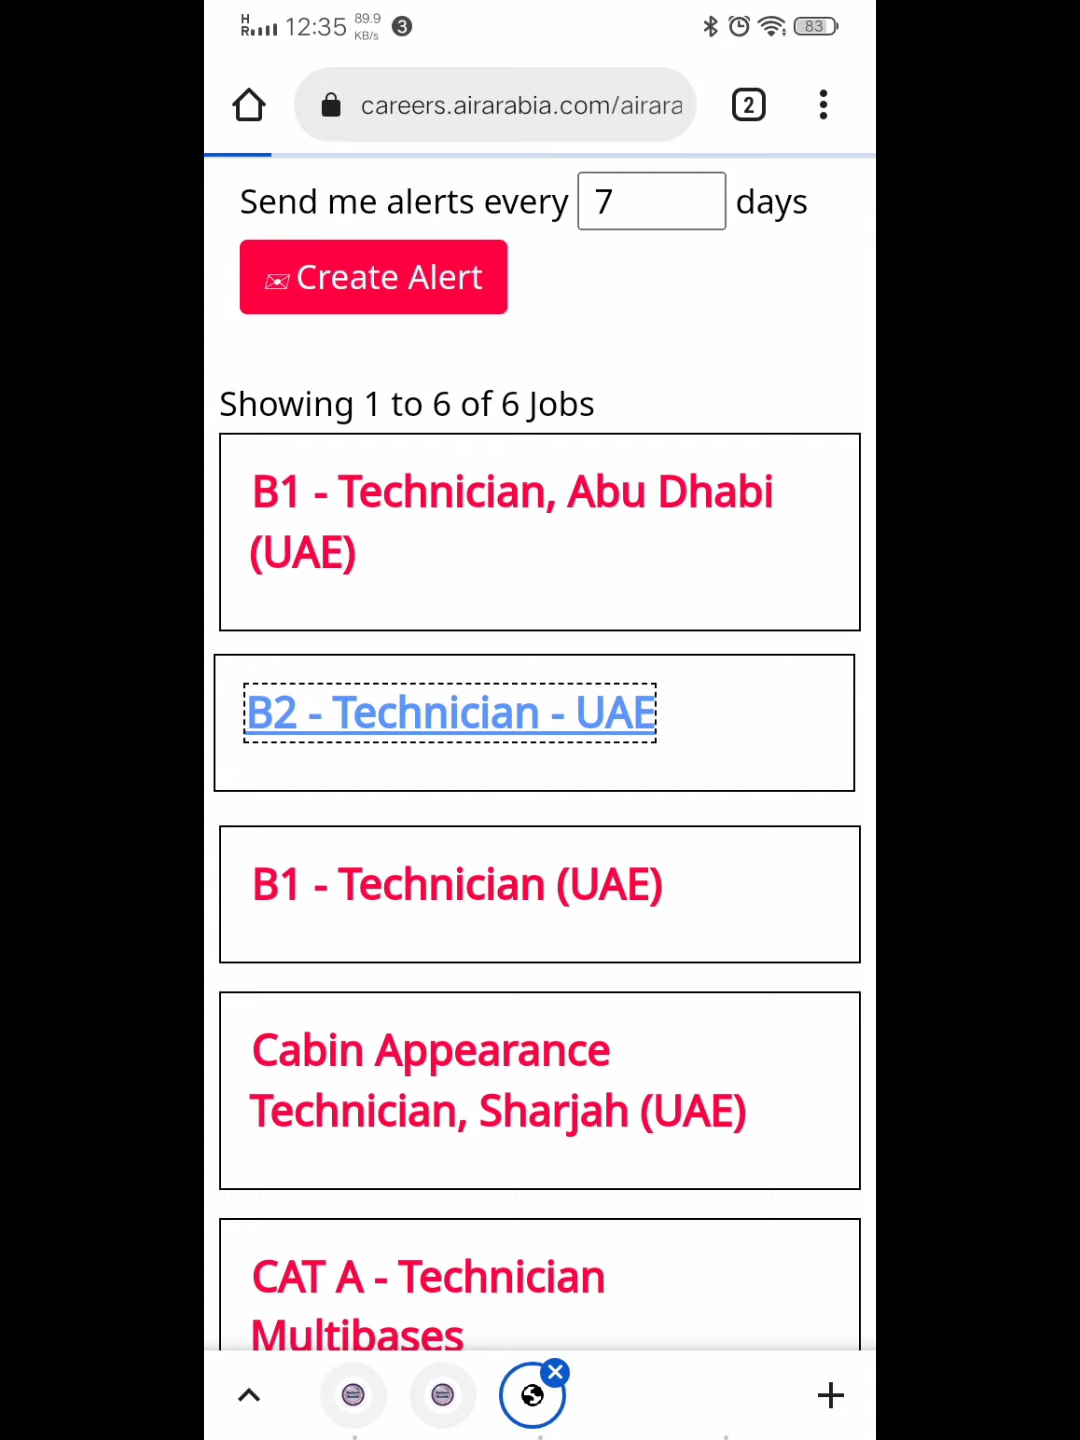 H
R 12:35 89.9 KB/s 3 83
careers.airarabia.com/airara 2
Send me alerts every 7 days
Create Alert
Showing 1 to 6 of 6 Jobs
B1 - Technician, Abu Dhabi
(UAE)
B2 - Technician - UAE
B1 - Technician (UAE)
Cabin Appearance
Technician, Sharjah (UAE)
CAT A - Technician
Multibases